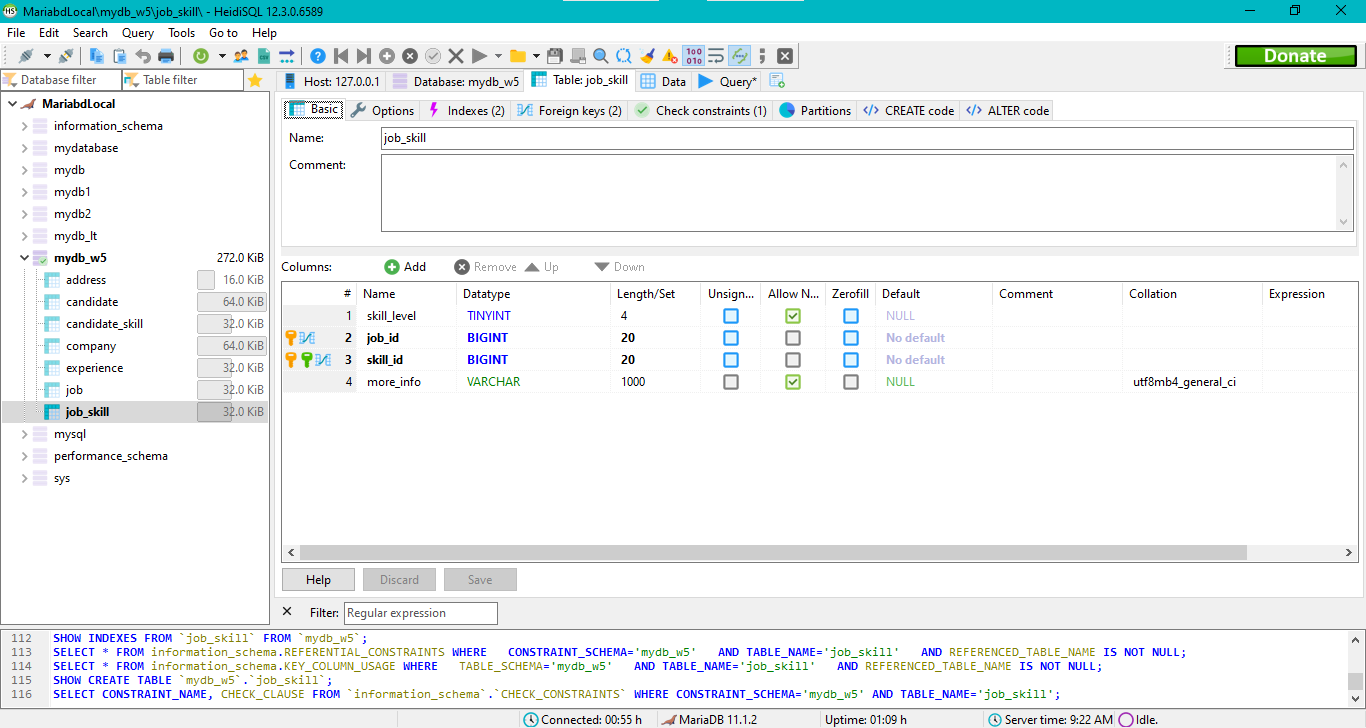 MariabdLocal\mydb_w5\job_skill\ - HeidiSQL 12.3.0.6589
File Edit Search Query Tools Go to Help
Donate
Database filter Table filter
Host: 127.0.0.1 Database: mydb_w5 Table: job_skill Data Query*
MariabdLocal
information_schema
mydatabase
mydb
mydb1
mydb2
mydb_lt
mydb_w5 272.0 KiB
address 16.0 KiB
candidate 64.0 KiB
candidate_skill 32.0 KiB
company 64.0 KiB
experience 32.0 KiB
job 32.0 KiB
job_skill 32.0 KiB
mysql
performance_schema
sys
Basic Options Indexes (2) Foreign keys (2) Check constraints (1) Partitions CREATE code ALTER code
Name: job_skill
Comment:
Columns: Add Remove Up Down
# Name Datatype Length/Set Unsign... Allow N... Zerofill Default Comment Collation Expression
1 skill_level TINYINT 4 NULL
2 job_id BIGINT 20 No default
3 skill_id BIGINT 20 No default
4 more_info VARCHAR 1000 NULL utf8mb4_general_ci
Help Discard Save
Filter: Regular expression
112 SHOW INDEXES FROM `job_skill` FROM `mydb_w5`;
113 SELECT * FROM information_schema.REFERENTIAL_CONSTRAINTS WHERE CONSTRAINT_SCHEMA='mydb_w5' AND TABLE_NAME='job_skill' AND REFERENCED_TABLE_NAME IS NOT NULL;
114 SELECT * FROM information_schema.KEY_COLUMN_USAGE WHERE TABLE_SCHEMA='mydb_w5' AND TABLE_NAME='job_skill' AND REFERENCED_TABLE_NAME IS NOT NULL;
115 SHOW CREATE TABLE `mydb_w5`.`job_skill`;
116 SELECT CONSTRAINT_NAME, CHECK_CLAUSE FROM `information_schema`.`CHECK_CONSTRAINTS` WHERE CONSTRAINT_SCHEMA='mydb_w5' AND TABLE_NAME='job_skill';
Connected: 00:55 h MariaDB 11.1.2 Uptime: 01:09 h Server time: 9:22 AM Idle.